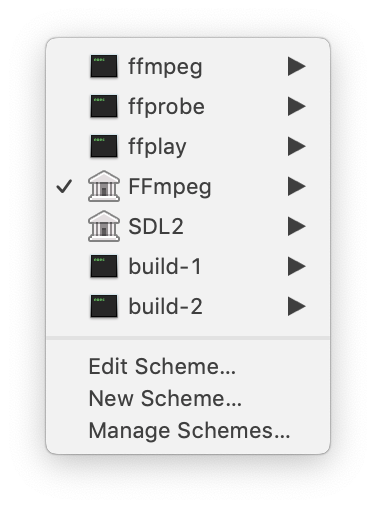 ffmpeg
ffprobe
ffplay
FFmpeg
SDL2
build-1
build-2
Edit Scheme...
New Scheme...
Manage Schemes...